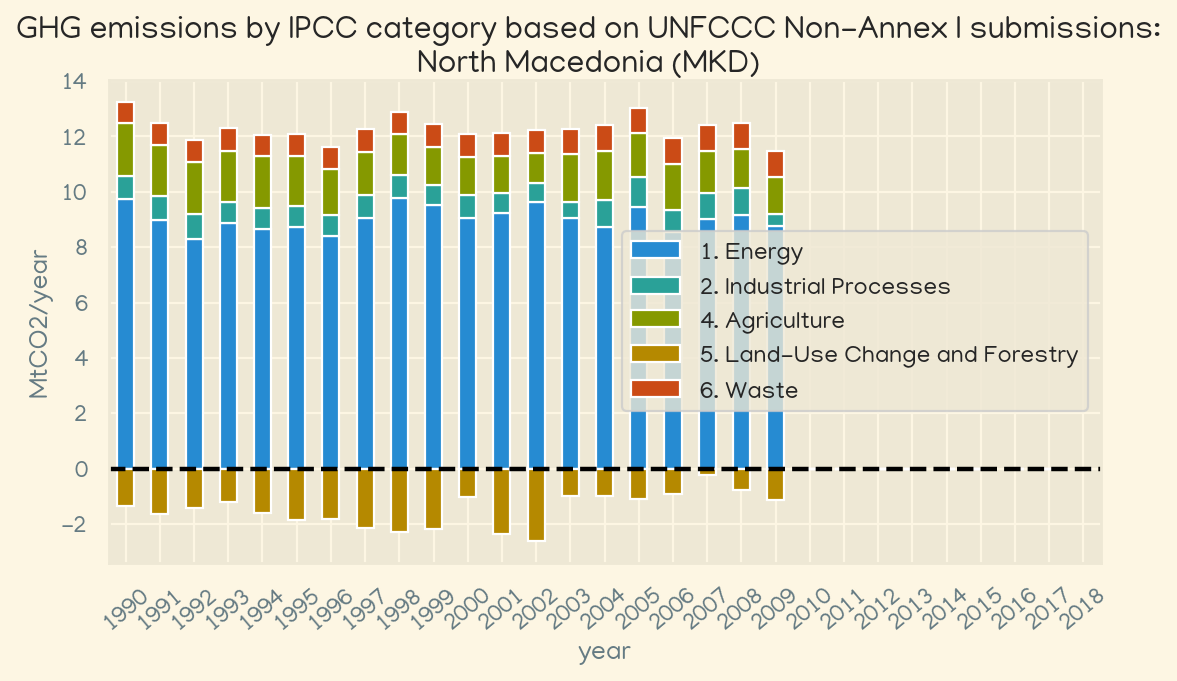 GHG emissions by IPCC category based on UNFCCC Non-Annex I submissions:
North Macedonia (MKD)
14
12
10
8
6
4
2
0
−2
MtCO2/year
1. Energy
2. Industrial Processes
4. Agriculture
5. Land-Use Change and Forestry
6. Waste
1990 1991 1992 1993 1994 1995 1996 1997 1998 1999 2000 2001 2002 2003 2004 2005 2006 2007 2008 2009 2010 2011 2012 2013 2014 2015 2016 2017 2018
year